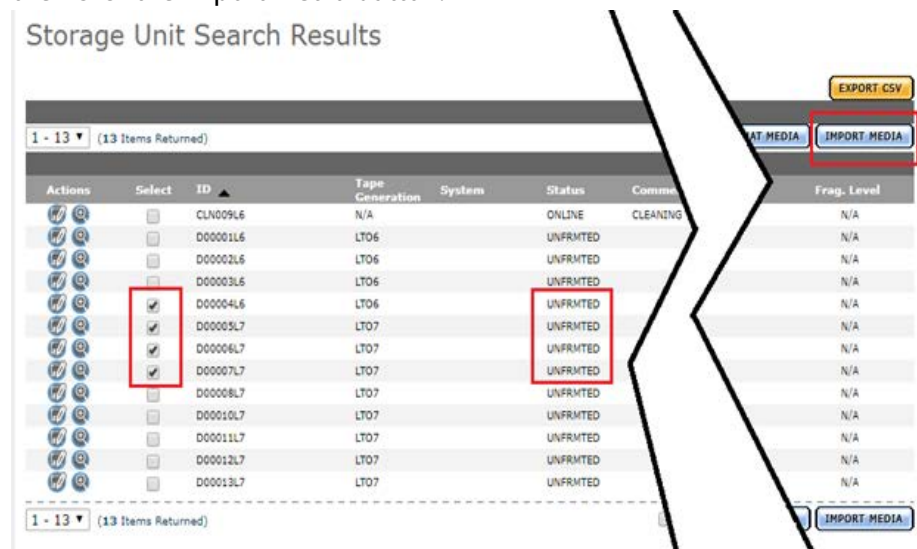 Storage Unit Search Results
EXPORT CSV
1 - 13 (13 Items Returned) MEDIA IMPORT MEDIA
Actions Select ID Tape Generation System Status Frag. Level
CLN009L6 N/A ONLINE CLEANING N/A
D00001L6 LTO6 UNFRMTED N/A
D00002L6 LTO6 UNFRMTED N/A
D00003L6 LTO6 UNFRMTED N/A
D00004L6 LTO6 UNFRMTED N/A
D00005L7 LTO7 UNFRMTED N/A
D00006L7 LTO7 UNFRMTED N/A
D00007L7 LTO7 UNFRMTED N/A
D00008L7 LTO7 UNFRMTED N/A
D00010L7 LTO7 UNFRMTED N/A
D00011L7 LTO7 UNFRMTED N/A
D00012L7 LTO7 UNFRMTED N/A
D00013L7 LTO7 UNFRMTED N/A
1 - 13 (13 Items Returned) IMPORT MEDIA